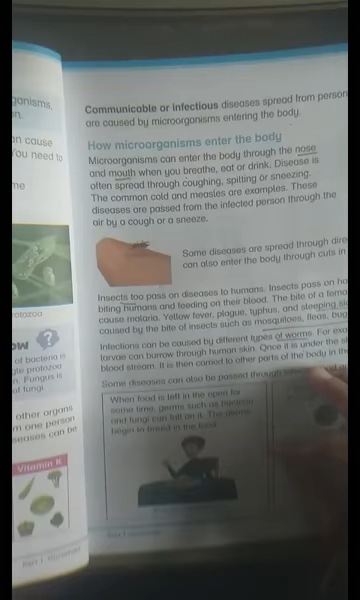 ganisms,
n.
an cause
You need to
me
rotozoa
ow ?
of bacteria is
gle protozoa
n. Fungus is
of fungi.
other organs
m one person
seases can be
Vitamin K
Communicable or infectious diseases spread from person
are caused by microorganisms entering the body.
How microorganisms enter the body
Microorganisms can enter the body through the nose
and mouth when you breathe, eat or drink. Disease is
often spread through coughing, spitting or sneezing.
The common cold and measles are examples. These
diseases are passed from the infected person through the
air by a cough or a sneeze.
Some diseases are spread through dire
can also enter the body through cuts in
Insects too pass on diseases to humans. Insects pass on ha
biting humans and feeding on their blood. The bite of a fema
cause malaria. Yellow fever, plague, typhus, and sleeping si
caused by the bite of insects such as mosquitoes, fleas, bug
Infections can be caused by different types of worms. For exa
larvae can burrow through human skin. Once it is under the sk
blood stream. It is then carried to other parts of the body in the
Some diseases can also be passed through
When food is left in the open for
some time, germs such as bacteria
and fungi can fall on it. The germs
begin to breed in the food.